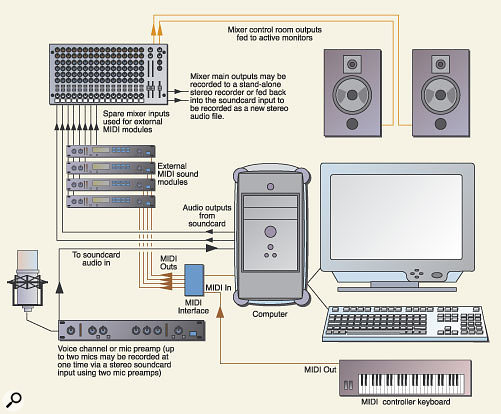 Mixer control room outputs
fed to active monitors
Mixer main outputs may be
recorded to a stand-alone
stereo recorder or fed back
into the soundcard input to
be recorded as a new stereo
audio file.
Spare mixer inputs
used for external
MIDI modules
External
MIDI sound
modules
Audio outputs
from
soundcard
To soundcard
audio in
MIDI
Outs
MIDI In
MIDI
Interface
Computer
Voice channel or mic preamp (up
to two mics may be recorded at
one time via a stereo soundcard
input using two mic preamps)
MIDI Out
MIDI controller keyboard